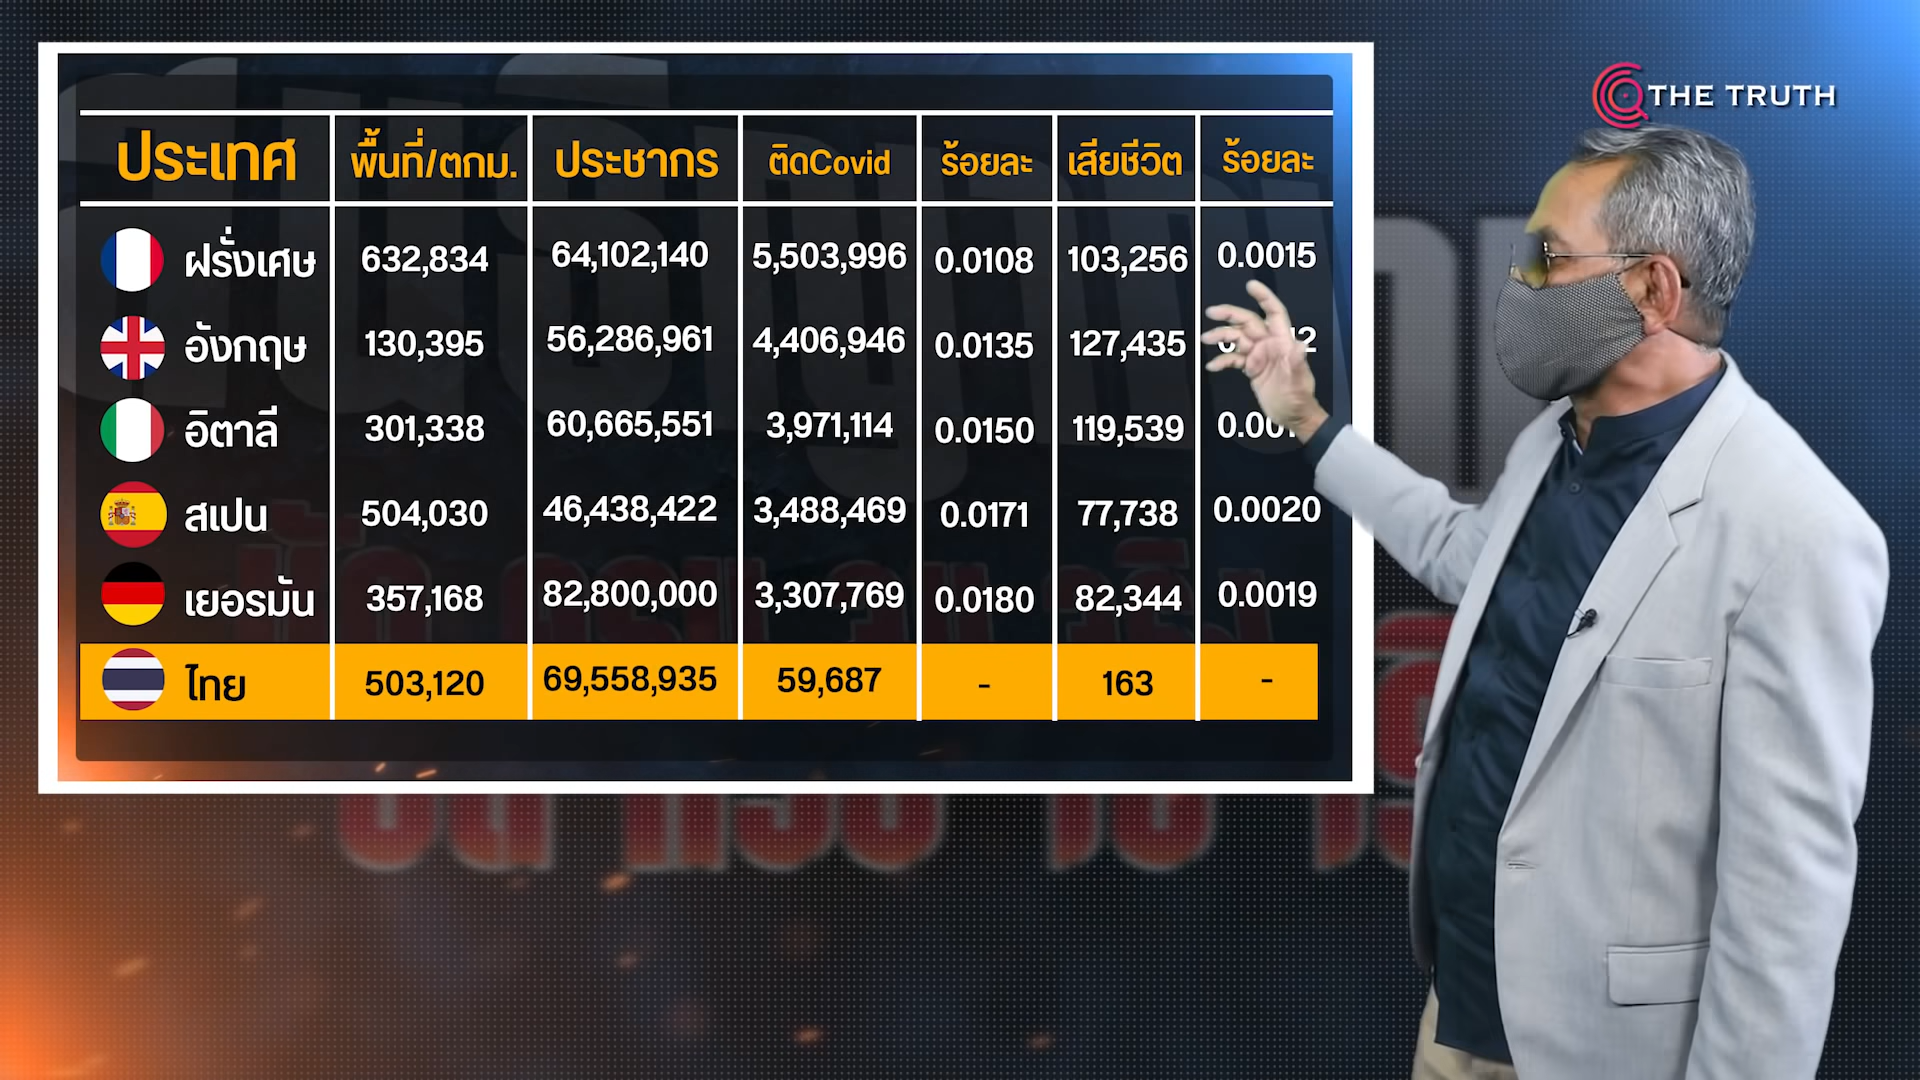 THE TRUTH
ประเทศ พื้นที่/ตกม. ประชากร ติดCovid ร้อยละ เสียชีวิต ร้อยละ
ฝรั่งเศษ 632,834 64,102,140 5,503,996 0.0108 103,256 0.0015
อังกฤษ 130,395 56,286,961 4,406,946 0.0135 127,435
อิตาลี 301,338 60,665,551 3,971,114 0.0150 119,539
สเปน 504,030 46,438,422 3,488,469 0.0171 77,738 0.0020
เยอรมัน 357,168 82,800,000 3,307,769 0.0180 82,344 0.0019
ไทย 503,120 69,558,935 59,687 - 163 -